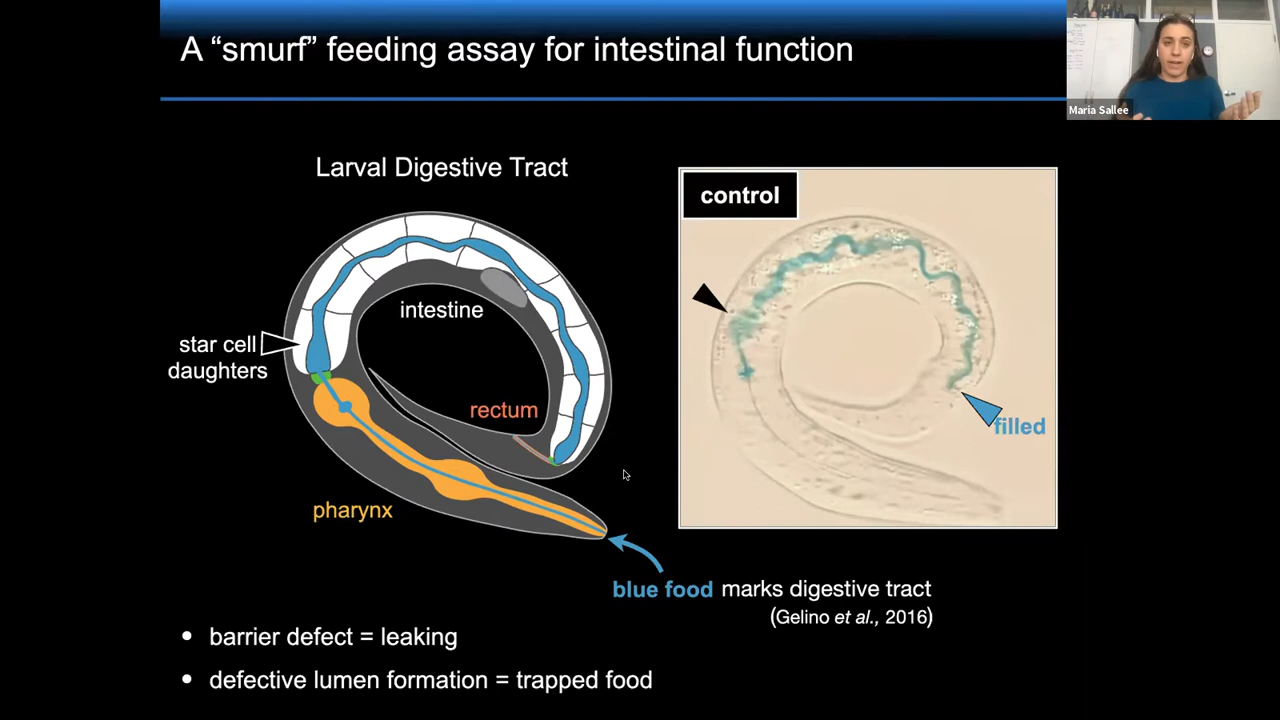 A “smurf” feeding assay for intestinal function
Maria Sallee
Larval Digestive Tract
control
intestine
star cell
daughters
rectum
filled
pharynx
blue food marks digestive tract
(Gelino et al., 2016)
• barrier defect = leaking
• defective lumen formation = trapped food